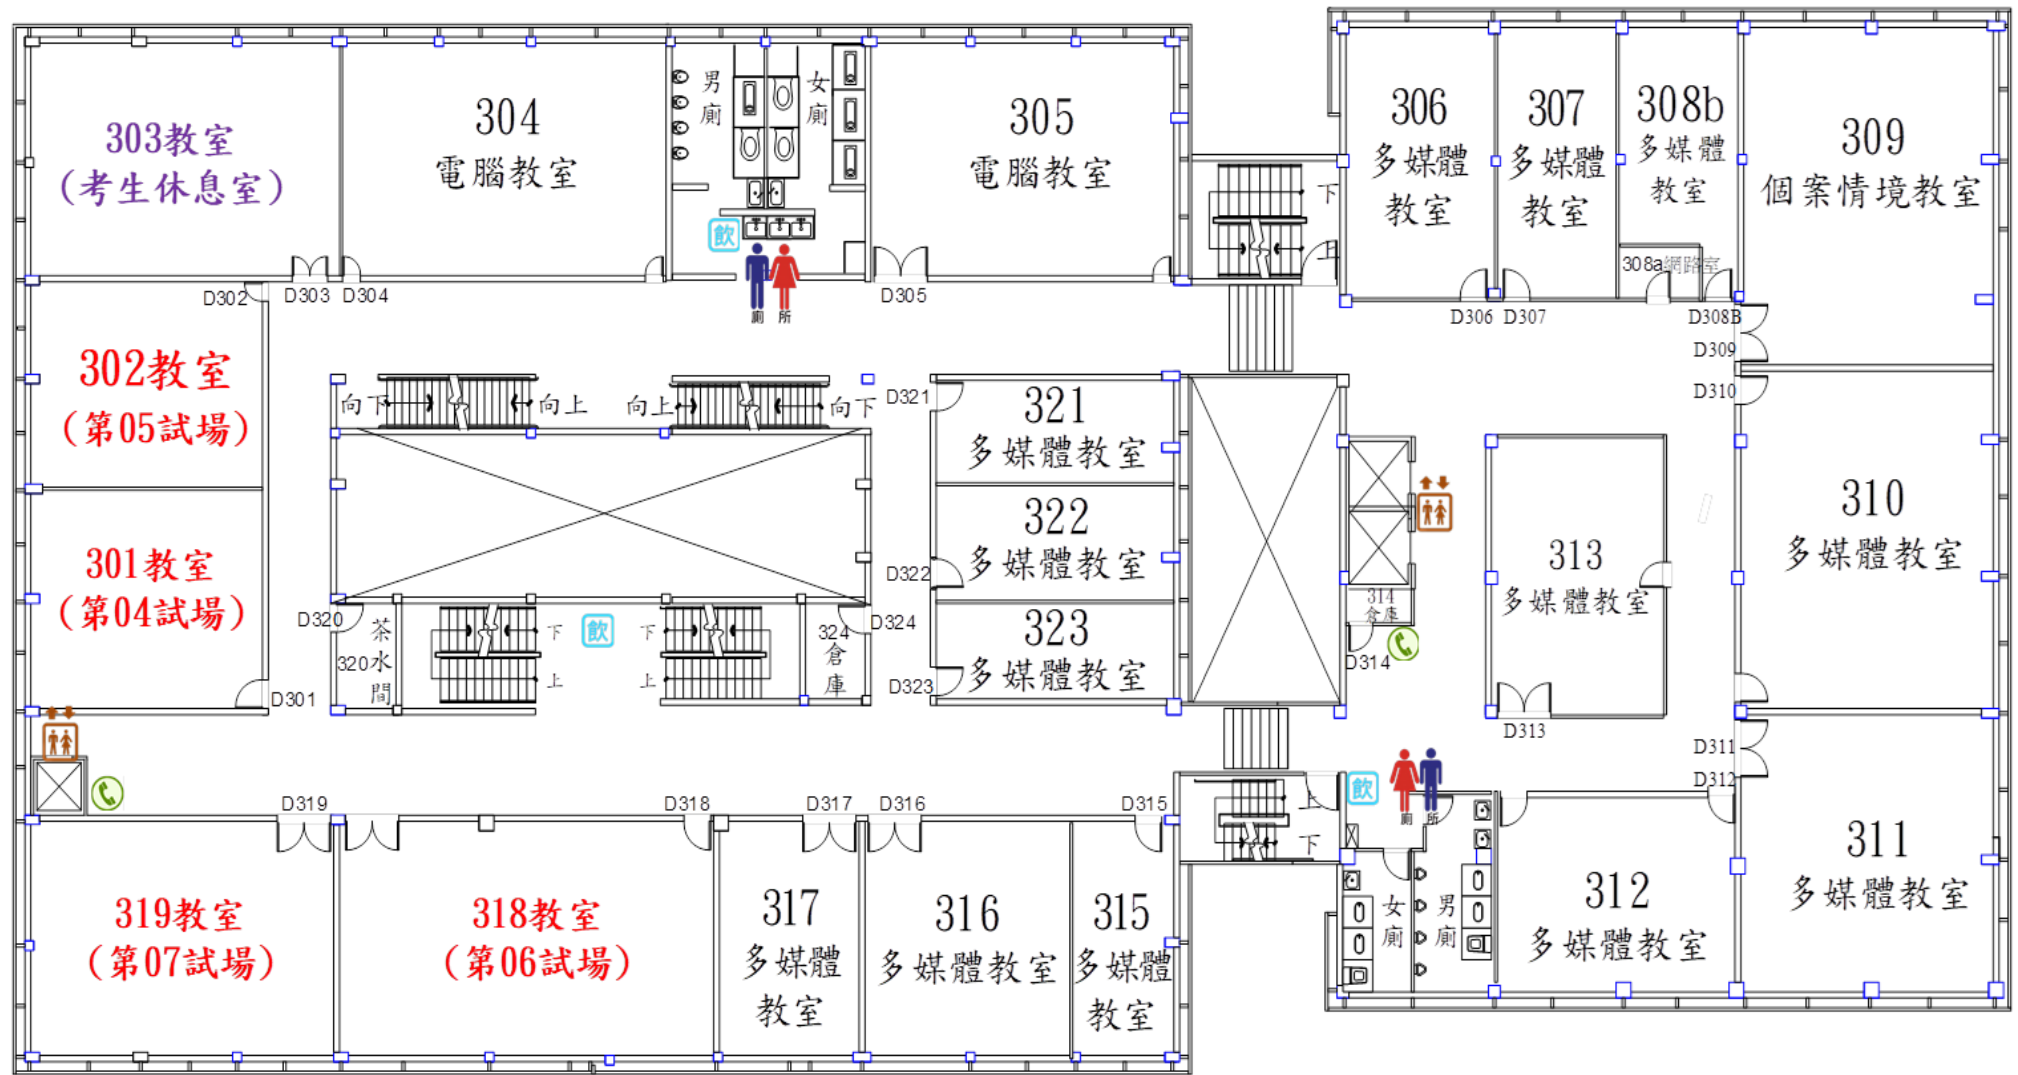 303教室
（考生休息室）
304
電腦教室
男廁
女廁
飲
廁 所
305
電腦教室
下
上
306
多媒體
教室
307
多媒體
教室
308b
多媒體
教室
308a網路室
309
個案情境教室
D302
D303
D304
D305
D306
D307
D308B
D309
D310
302教室
（第05試場）
301教室
（第04試場）
向下
向上
向上
向下
D321
321
多媒體教室
322
多媒體教室
D322
323
多媒體教室
D323
D320
320
茶水間
下
上
飲
下
上
324
倉庫
D324
D301
314
倉庫
D314
313
多媒體教室
D313
310
多媒體教室
D311
D312
D319
D318
D317
D316
D315
上
下
飲
廁 所
319教室
（第07試場）
318教室
（第06試場）
317
多媒體
教室
316
多媒體教室
315
多媒體
教室
女廁
男廁
312
多媒體教室
311
多媒體教室